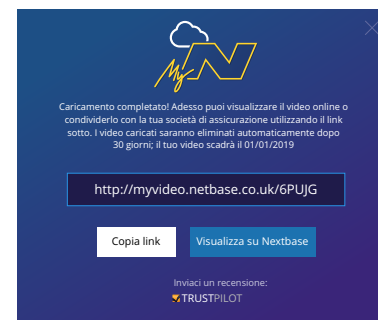 My N
Caricamento completato! Adesso puoi visualizzare il video online o
condividerlo con la tua società di assicurazione utilizzando il link
sotto. I video caricati saranno eliminati automaticamente dopo
30 giorni; il tuo video scadrà il 01/01/2019
http://myvideo.netbase.co.uk/6PUJG
Copia link
Visualizza su Nextbase
Inviaci un recensione:
TRUSTPILOT